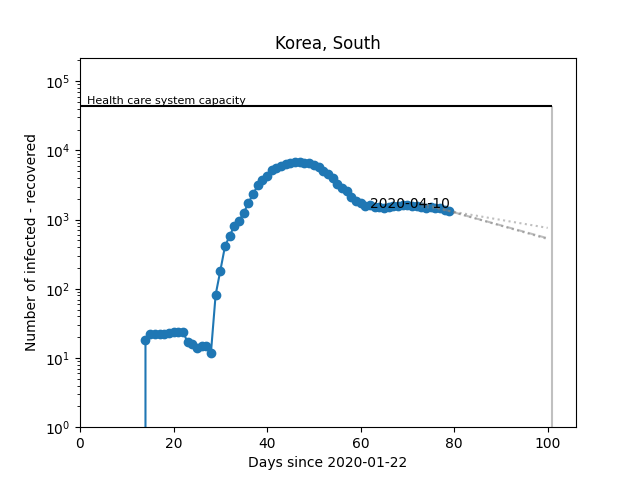 Korea, South
Number of infected - recovered
10^5
10^4
10^3
10^2
10^1
10^0
Health care system capacity
2020-04-10
0 20 40 60 80 100
Days since 2020-01-22